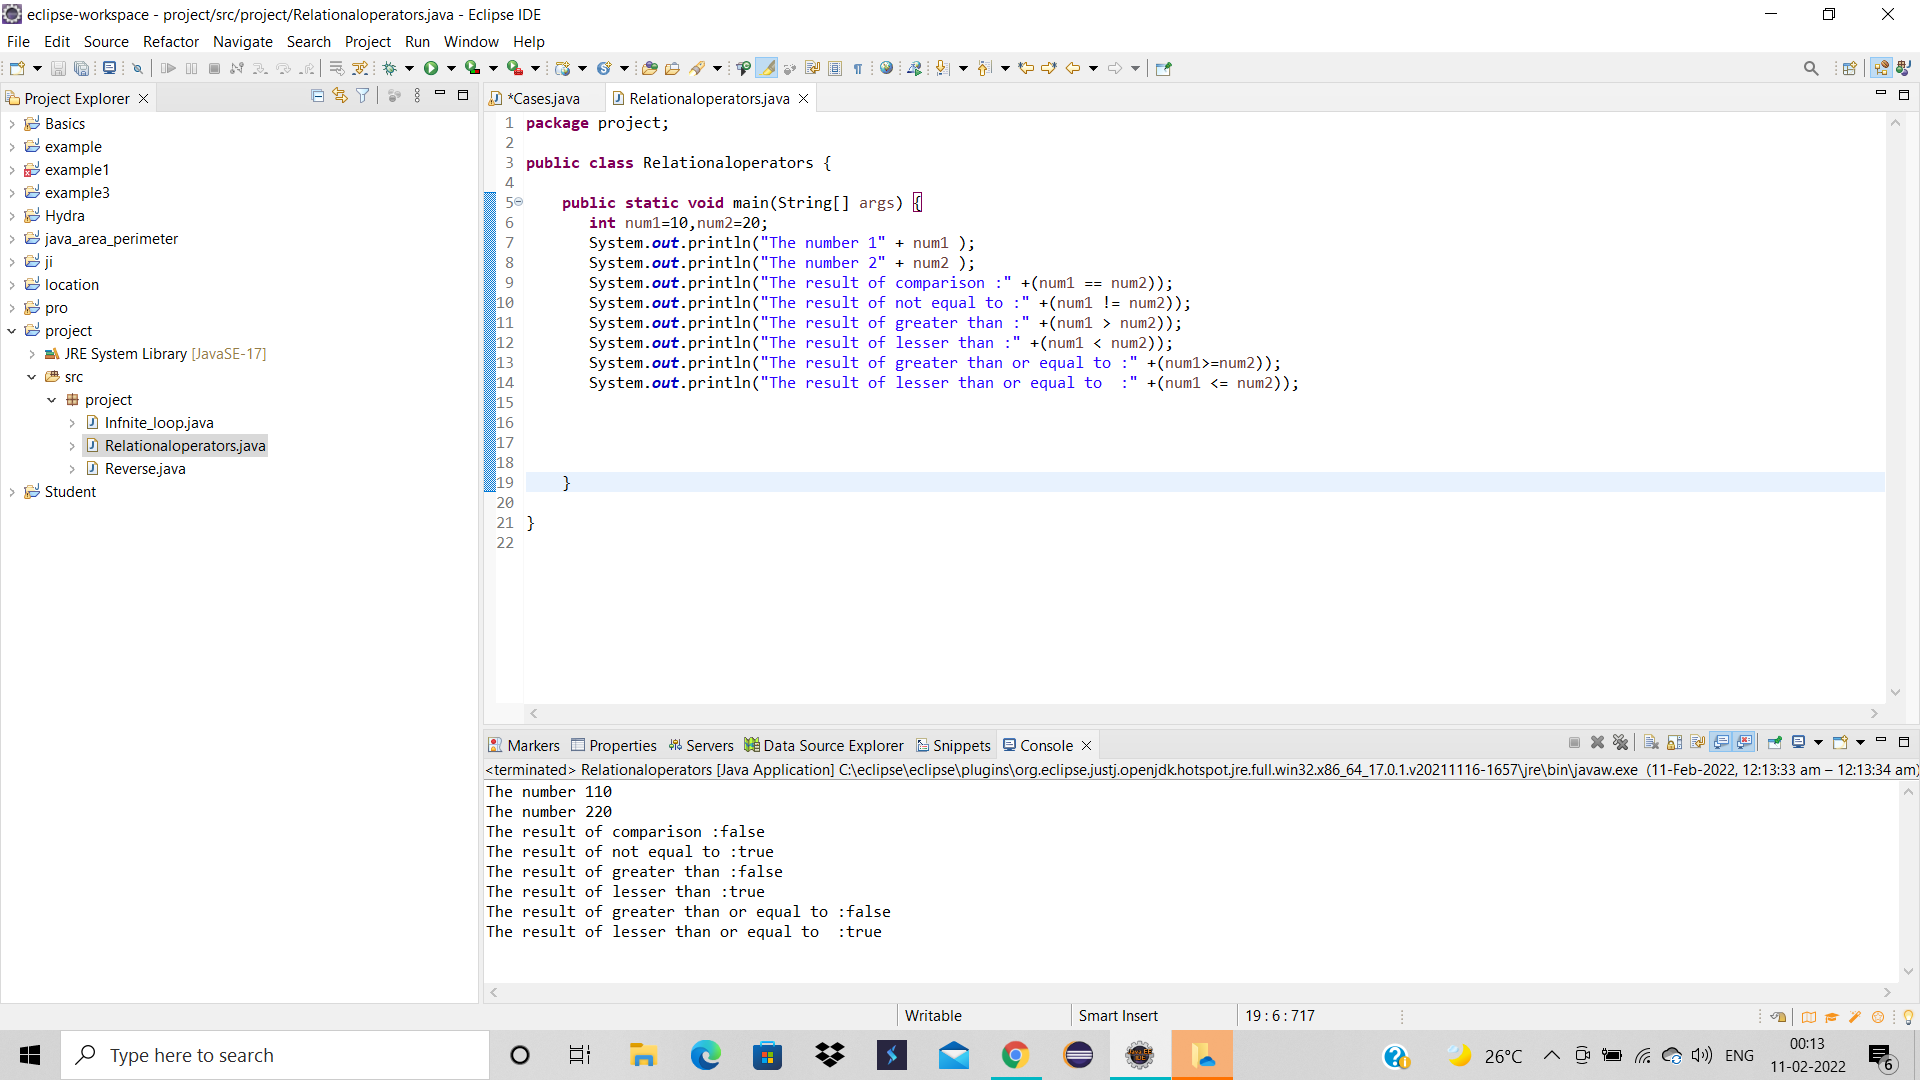 eclipse-workspace - project/src/project/Relationaloperators.java - Eclipse IDE
File Edit Source Refactor Navigate Search Project Run Window Help
Project Explorer
Basics
example
example1
example3
Hydra
java_area_perimeter
ji
location
pro
project
JRE System Library [JavaSE-17]
src
project
Infnite_loop.java
Relationaloperators.java
Reverse.java
Student
*Cases.java Relationaloperators.java
1 package project;
2
3 public class Relationaloperators {
4
5 public static void main(String[] args) {
6 int num1=10,num2=20;
7 System.out.println("The number 1" + num1 );
8 System.out.println("The number 2" + num2 );
9 System.out.println("The result of comparison :" +(num1 == num2));
10 System.out.println("The result of not equal to :" +(num1 != num2));
11 System.out.println("The result of greater than :" +(num1 > num2));
12 System.out.println("The result of lesser than :" +(num1 < num2));
13 System.out.println("The result of greater than or equal to :" +(num1>=num2));
14 System.out.println("The result of lesser than or equal to  :" +(num1 <= num2));
15
16
17
18
19 }
20
21 }
22
Markers Properties Servers Data Source Explorer Snippets Console
<terminated> Relationaloperators [Java Application] C:\eclipse\eclipse\plugins\org.eclipse.justj.openjdk.hotspot.jre.full.win32.x86_64_17.0.1.v20211116-1657\jre\bin\javaw.exe (11-Feb-2022, 12:13:33 am – 12:13:34 am)
The number 110
The number 220
The result of comparison :false
The result of not equal to :true
The result of greater than :false
The result of lesser than :true
The result of greater than or equal to :false
The result of lesser than or equal to  :true
Writable Smart Insert 19 : 6 : 717
Type here to search
26°C ENG
00:13
11-02-2022
6